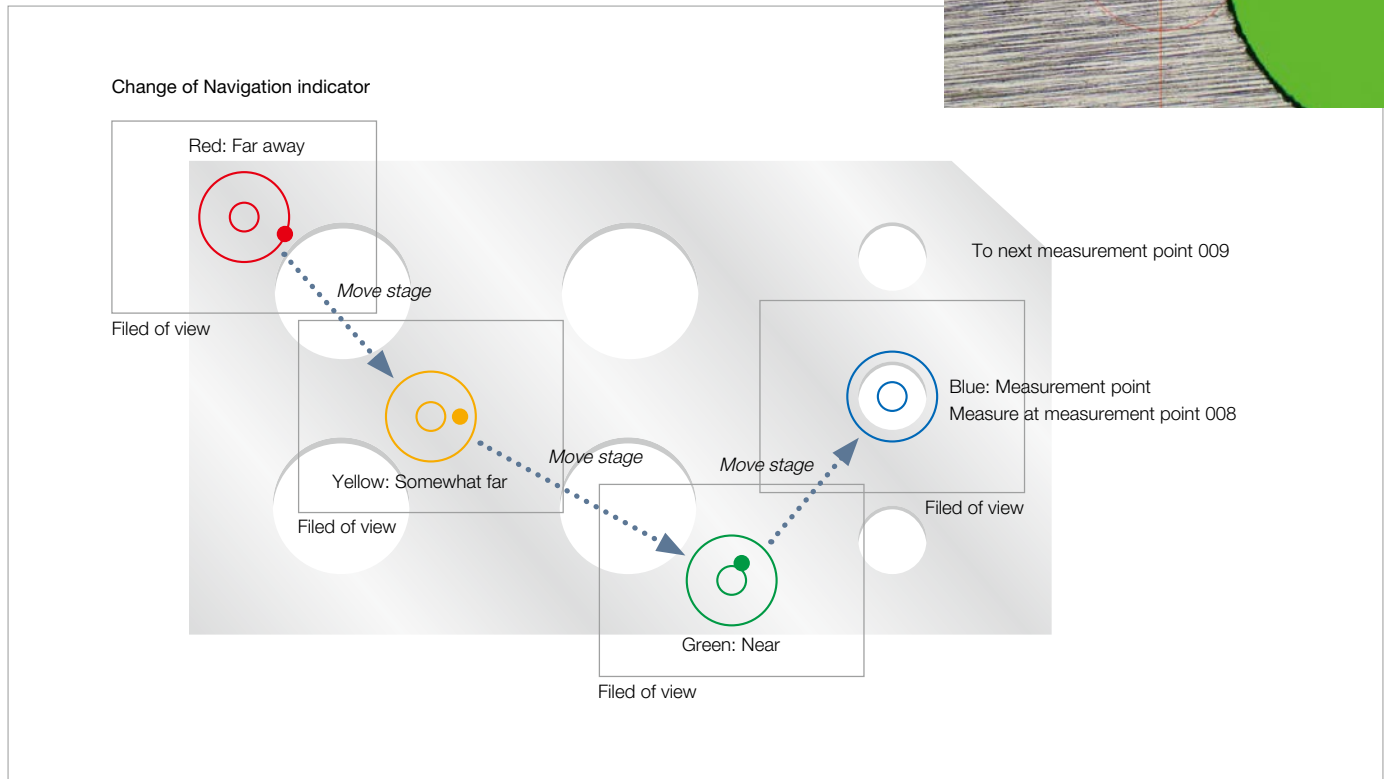 Change of Navigation indicator
Red: Far away
To next measurement point 009
Move stage
Filed of view
Blue: Measurement point
Measure at measurement point 008
Move stage
Move stage
Yellow: Somewhat far
Filed of view
Filed of view
Green: Near
Filed of view